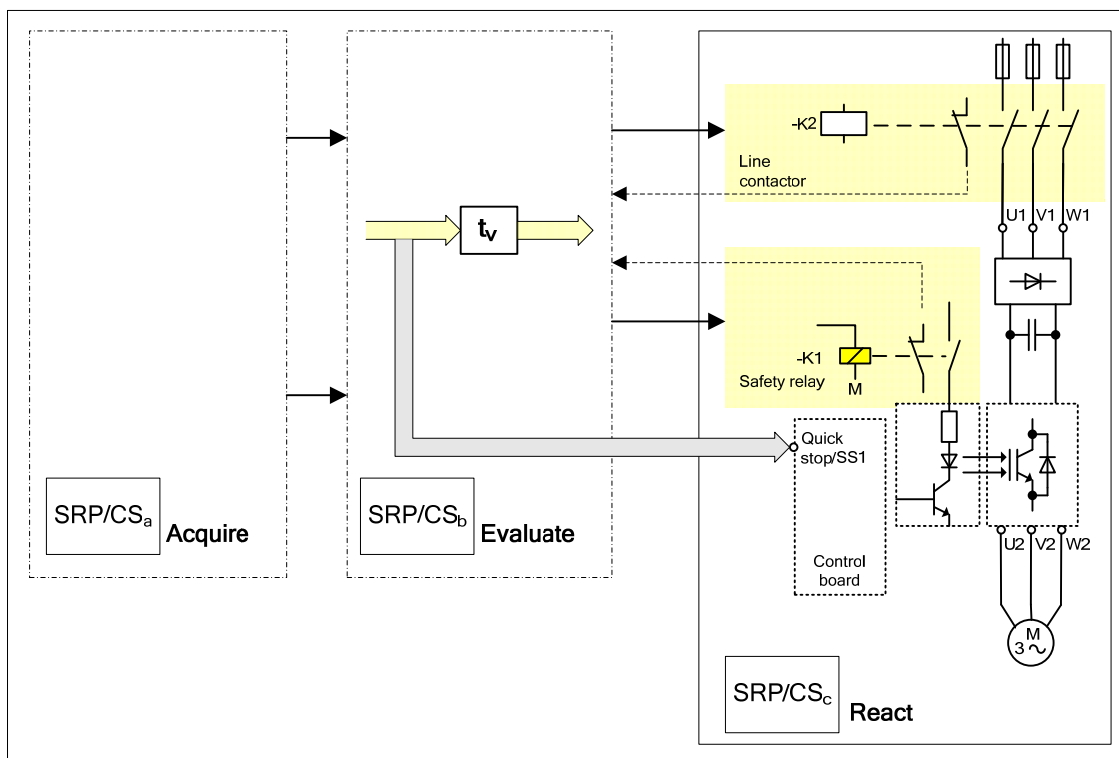 -K2
Line
contactor
U1 V1 W1
tv
-K1
M
Safety relay
Quick
stop/SS1
Control
board
U2 V2 W2
M
3 ~
SRP/CSa Acquire
SRP/CSb Evaluate
SRP/CSc React